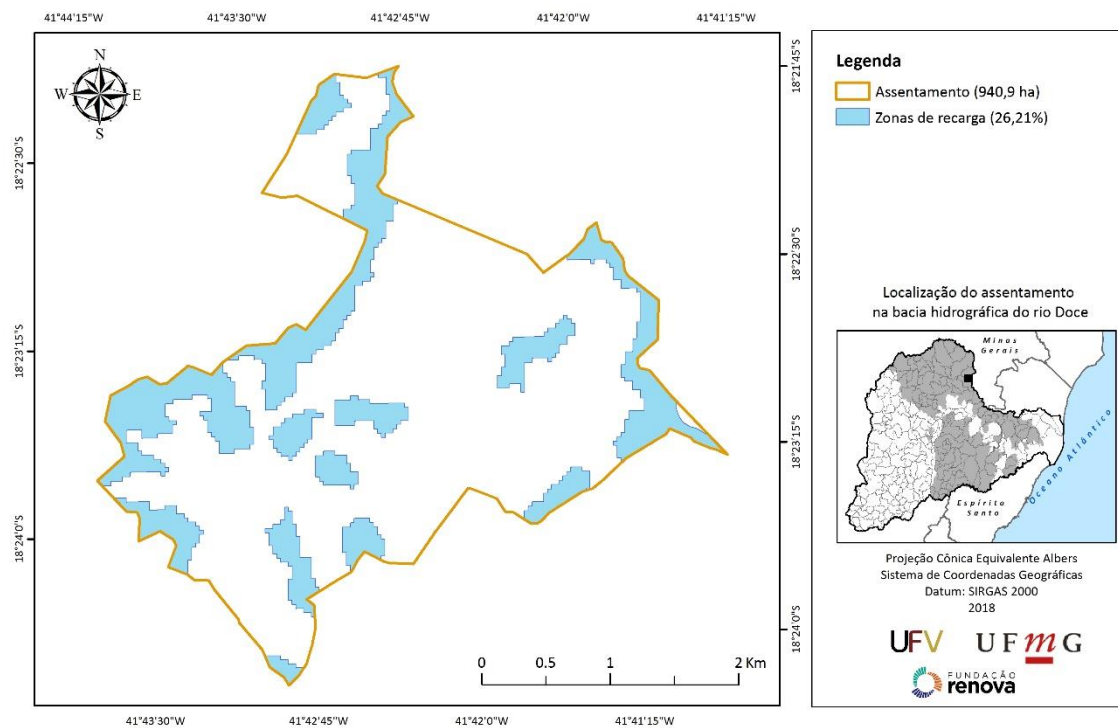 41°44'15"W 41°43'30"W 41°42'45"W 41°42'0"W 41°41'15"W
N
W E
S
18°22'30"S
18°23'15"S
18°24'0"S
18°21'45"S
18°22'30"S
18°23'15"S
18°24'0"S
0 0.5 1 2 Km
41°43'30"W 41°42'45"W 41°42'0"W 41°41'15"W
Legenda
Assentamento (940,9 ha)
Zonas de recarga (26,21%)
Localização do assentamento
na bacia hidrográfica do rio Doce
Minas
Gerais
Oceano Atlântico
Espírito
Santo
Projeção Cônica Equivalente Albers
Sistema de Coordenadas Geográficas
Datum: SIRGAS 2000
2018
UFV UFmG
FUNDAÇÃO
renova